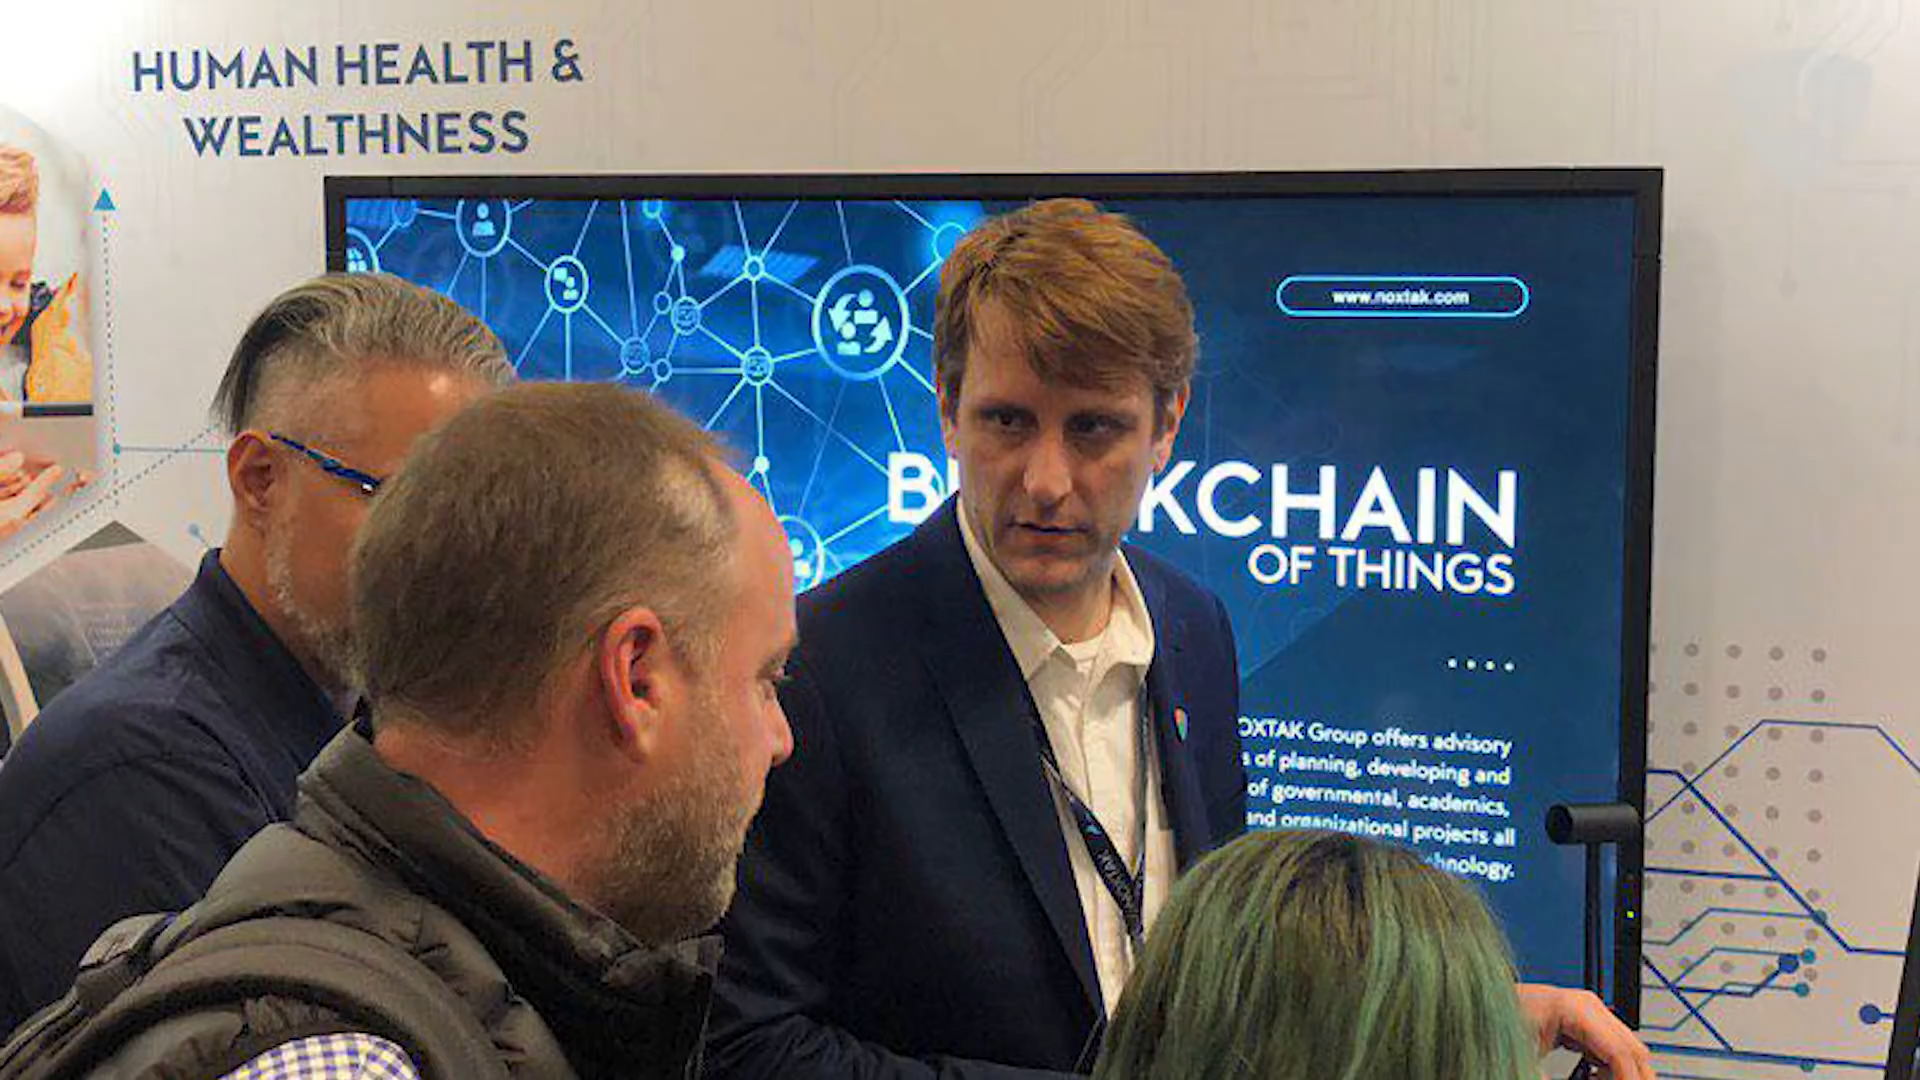 HUMAN HEALTH &
WEALTHNESS
www.noxtak.com
OF THINGS
OXTAK Group offers advisory
of planning, developing and
of governmental, academics,
and organizational projects all
NOXTAK